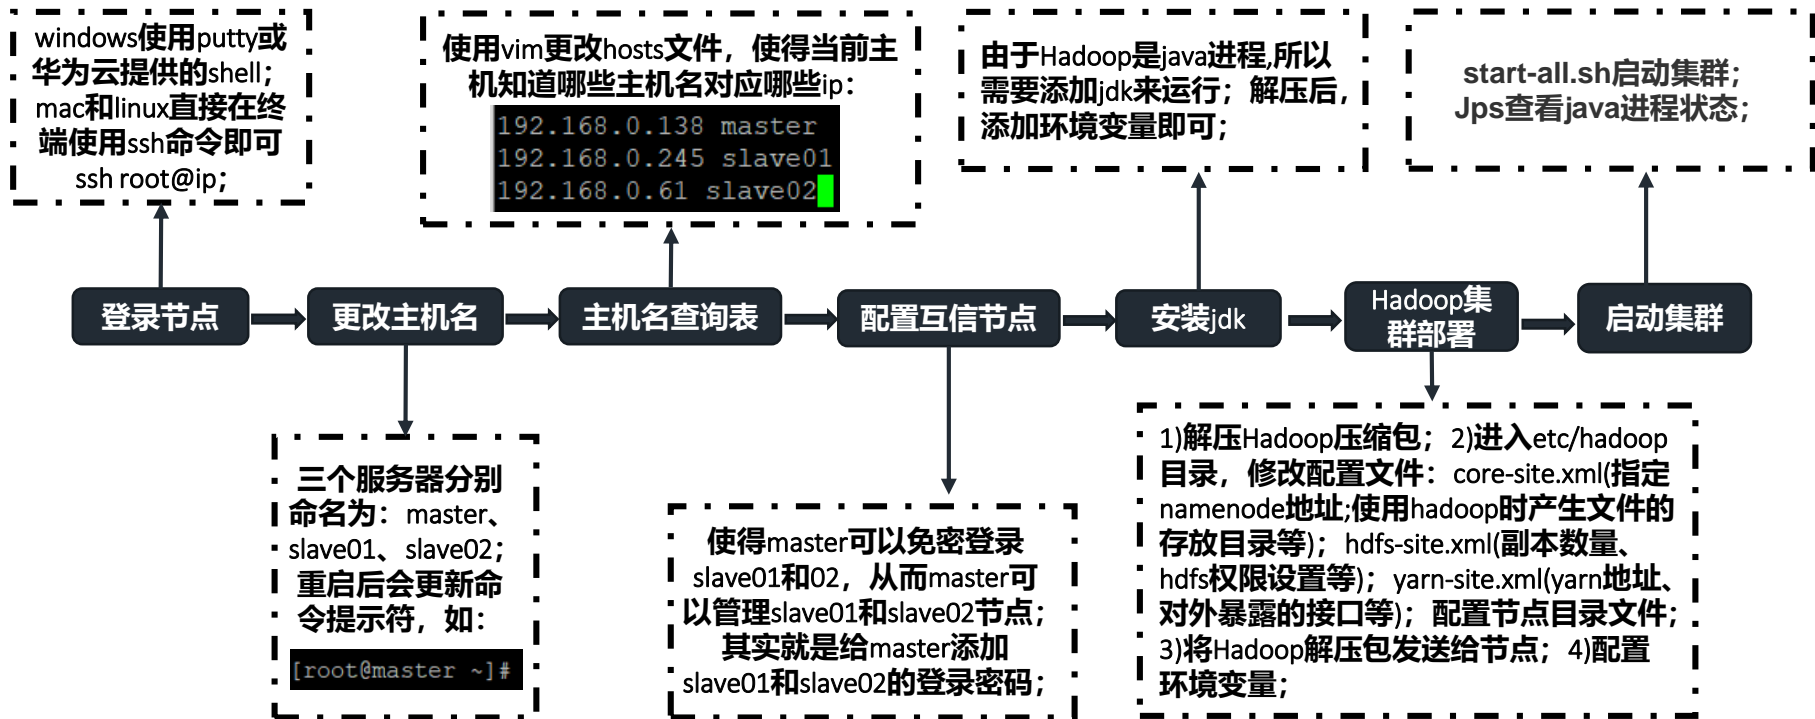 windows使用putty或
华为云提供的shell；
mac和linux直接在终
端使用ssh命令即可
ssh root@ip；
使用vim更改hosts文件，使得当前主
机知道哪些主机名对应哪些ip：
192.168.0.138 master
192.168.0.245 slave01
192.168.0.61 slave02
由于Hadoop是java进程,所以
需要添加jdk来运行；解压后，
添加环境变量即可；
start-all.sh启动集群；
Jps查看java进程状态；
登录节点
更改主机名
主机名查询表
配置互信节点
安装jdk
Hadoop集
群部署
启动集群
三个服务器分别
命名为：master、
slave01、slave02；
重启后会更新命
令提示符，如：
[root@master ~]#
使得master可以免密登录
slave01和02，从而master可
以管理slave01和slave02节点；
其实就是给master添加
slave01和slave02的登录密码；
1)解压Hadoop压缩包；2)进入etc/hadoop
目录，修改配置文件：core-site.xml(指定
namenode地址;使用hadoop时产生文件的
存放目录等)；hdfs-site.xml(副本数量、
hdfs权限设置等)；yarn-site.xml(yarn地址、
对外暴露的接口等)；配置节点目录文件；
3)将Hadoop解压包发送给节点；4)配置
环境变量；